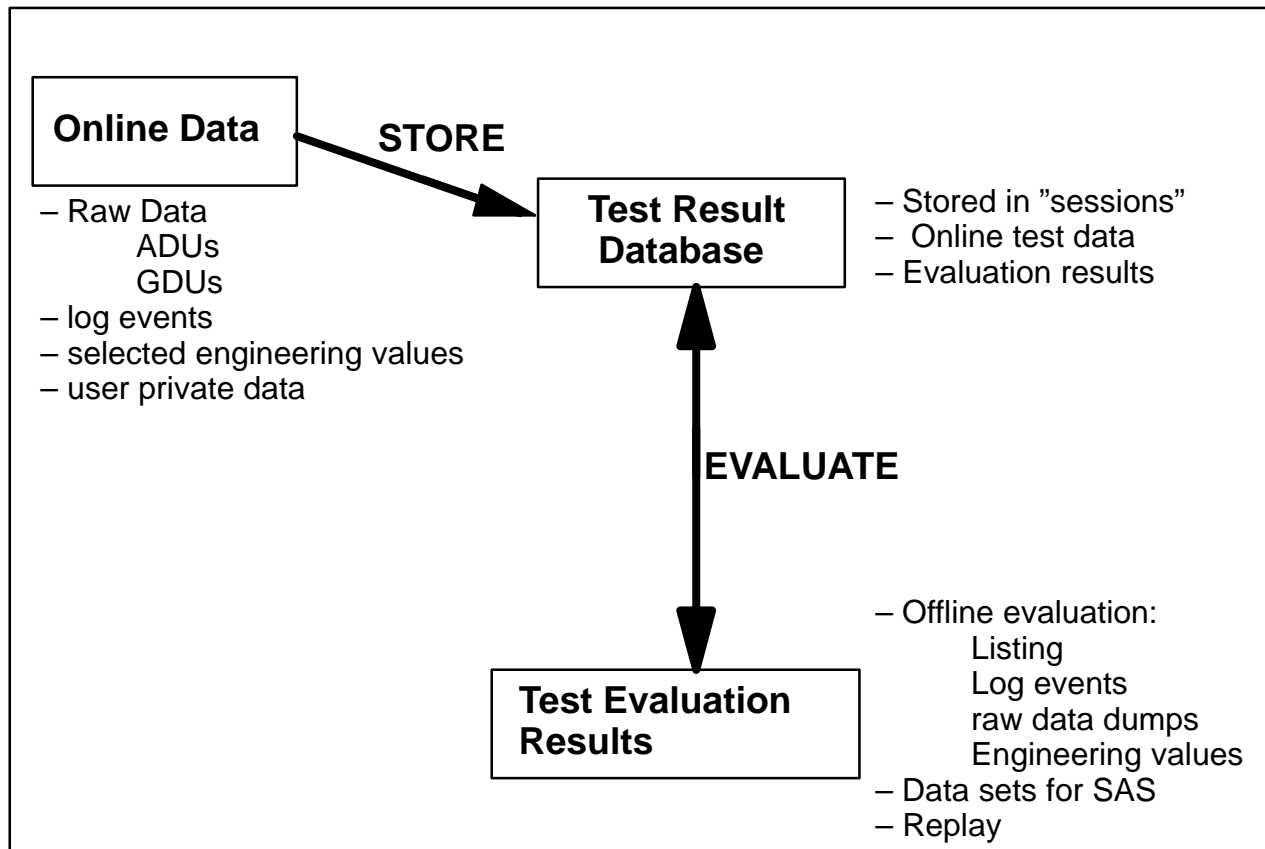 Online Data
STORE
– Raw Data
ADUs
GDUs
– log events
– selected engineering values
– user private data
Test Result
Database
– Stored in ”sessions”
– Online test data
– Evaluation results
EVALUATE
Test Evaluation
Results
– Offline evaluation:
Listing
Log events
raw data dumps
Engineering values
– Data sets for SAS
– Replay